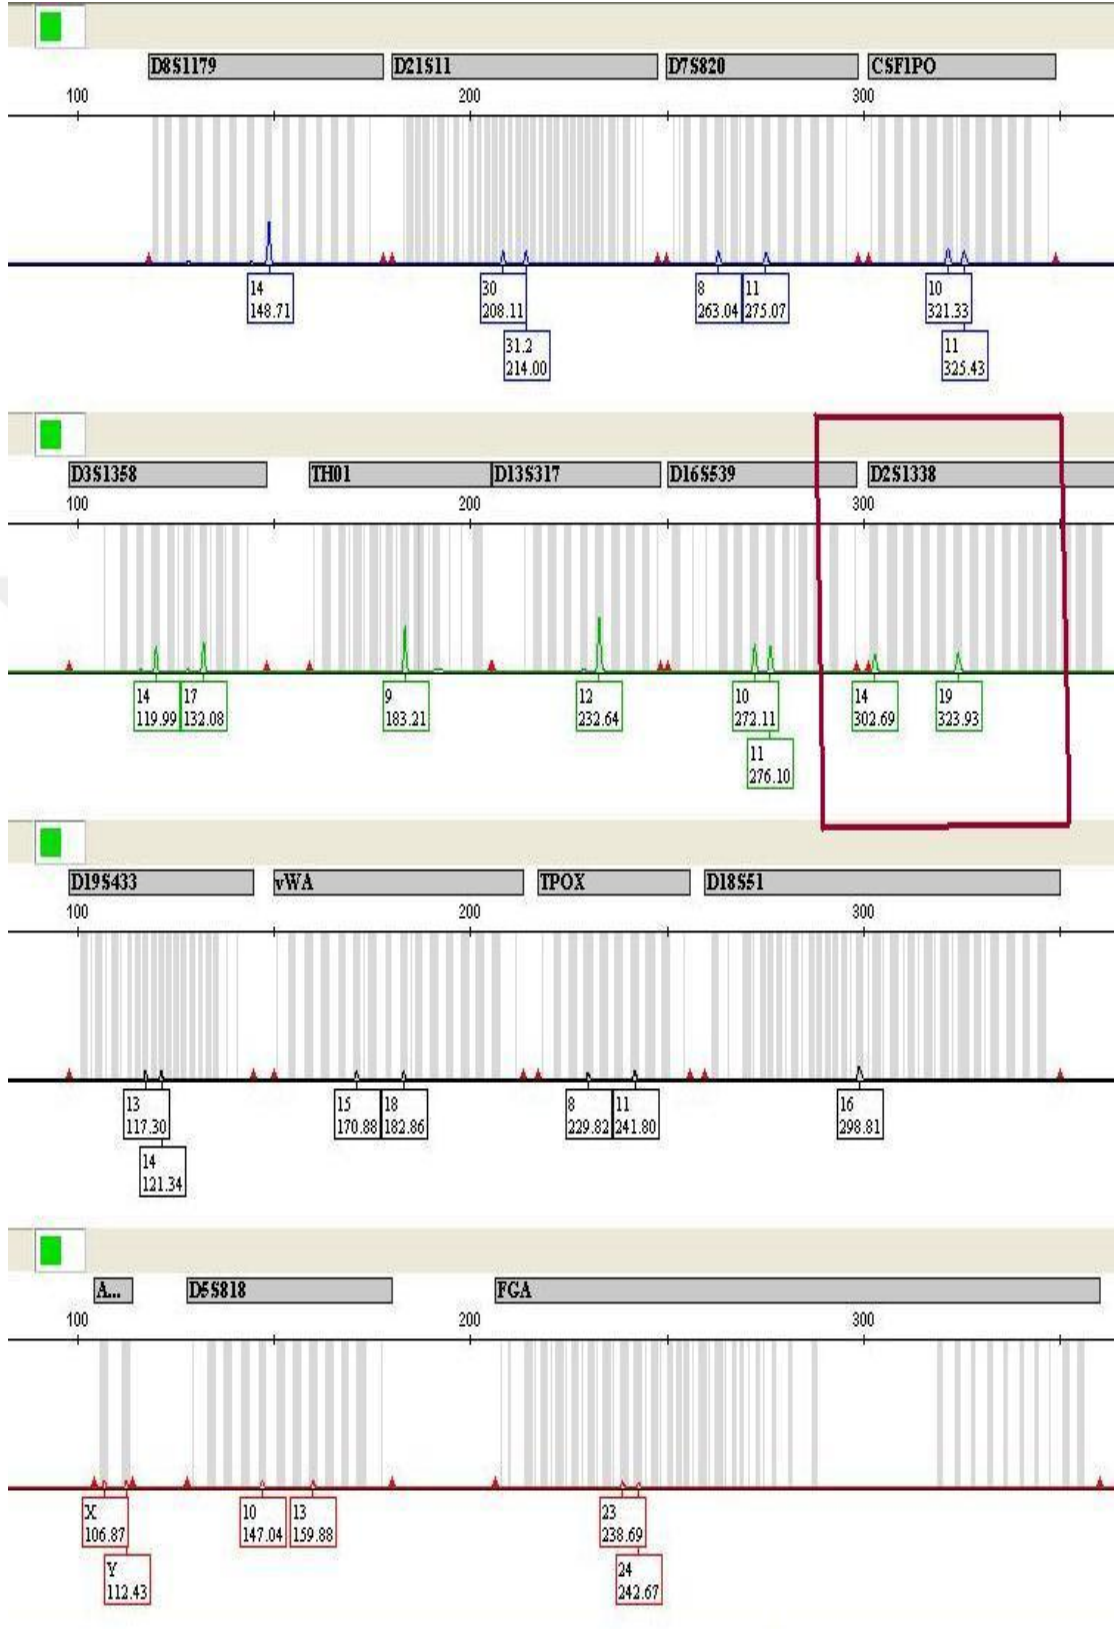 D8S1179 D21S11 D7S820 CSF1PO
100 200 300
14 30 8 11 10
148.71 208.11 263.04 275.07 321.33
31.2 11
214.00 325.43
D3S1358 TH01 D13S317 D16S539 D2S1338
100 200 300
14 17 9 12 10 14 19
119.99 132.08 183.21 232.64 272.11 302.69 323.93
11
276.10
D19S433 vWA TPOX D18S51
100 200 300
13 15 18 8 11 16
117.30 170.88 182.86 229.82 241.80 298.81
14
121.34
A... D5S818 FGA
100 200 300
X 10 13 23
106.87 147.04 159.88 238.69
Y 24
112.43 242.67